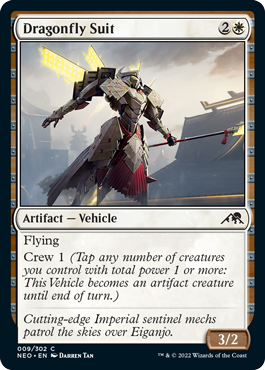 Dragonfly Suit 2
Artifact — Vehicle
Flying
Crew 1 (Tap any number of creatures
you control with total power 1 or more:
This Vehicle becomes an artifact creature
until end of turn.)
Cutting-edge Imperial sentinel mechs
patrol the skies over Eiganjo.
3/2
009/302 C
NEO • EN DARREN TAN
™ & © 2022 Wizards of the Coast